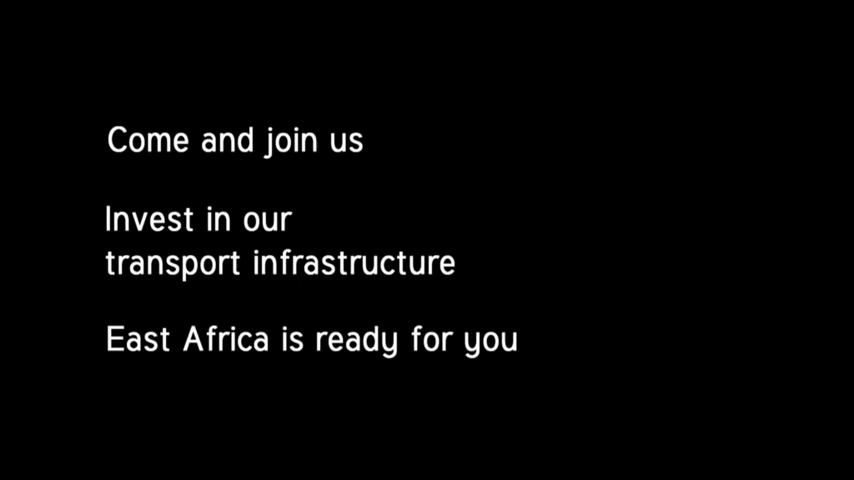 Come and join us
Invest in our
transport infrastructure
East Africa is ready for you